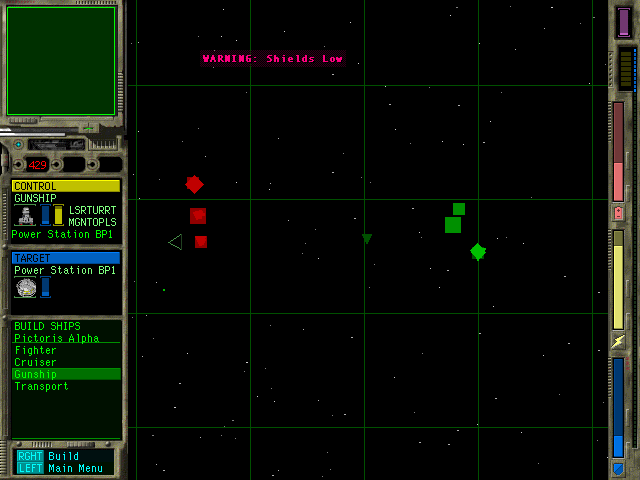 WARNING: Shields Low
429
CONTROL
GUNSHIP
LSRTURRT
MGNTOPLS
Power Station BP1
TARGET
Power Station BP1
BUILD SHIPS
Pictoris Alpha
Fighter
Cruiser
Gunship
Transport
RGHT Build
LEFT Main Menu